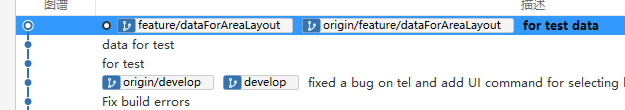 图谱 描述
feature/dataForAreaLayout origin/feature/dataForAreaLayout for test data
data for test
for test
origin/develop develop fixed a bug on tel and add UI command for selecting
Fix build errors